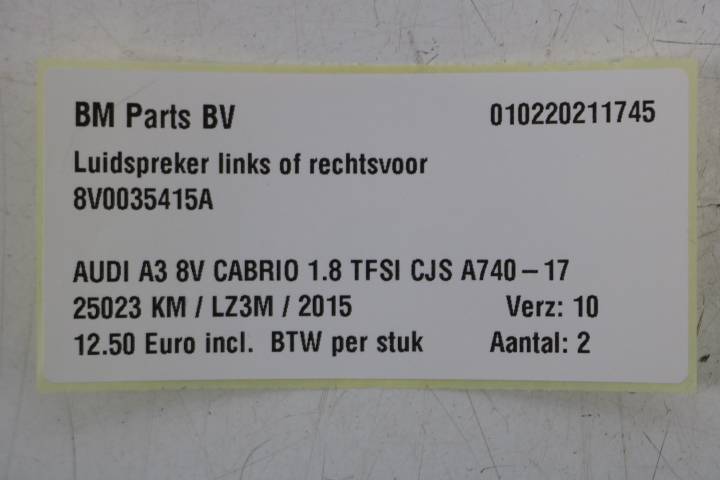 BM Parts BV 010220211745
Luidspreker links of rechtsvoor
8V0035415A
AUDI A3 8V CABRIO 1.8 TFSI CJS A740 – 17
25023 KM / LZ3M / 2015 Verz: 10
12.50 Euro incl. BTW per stuk Aantal: 2